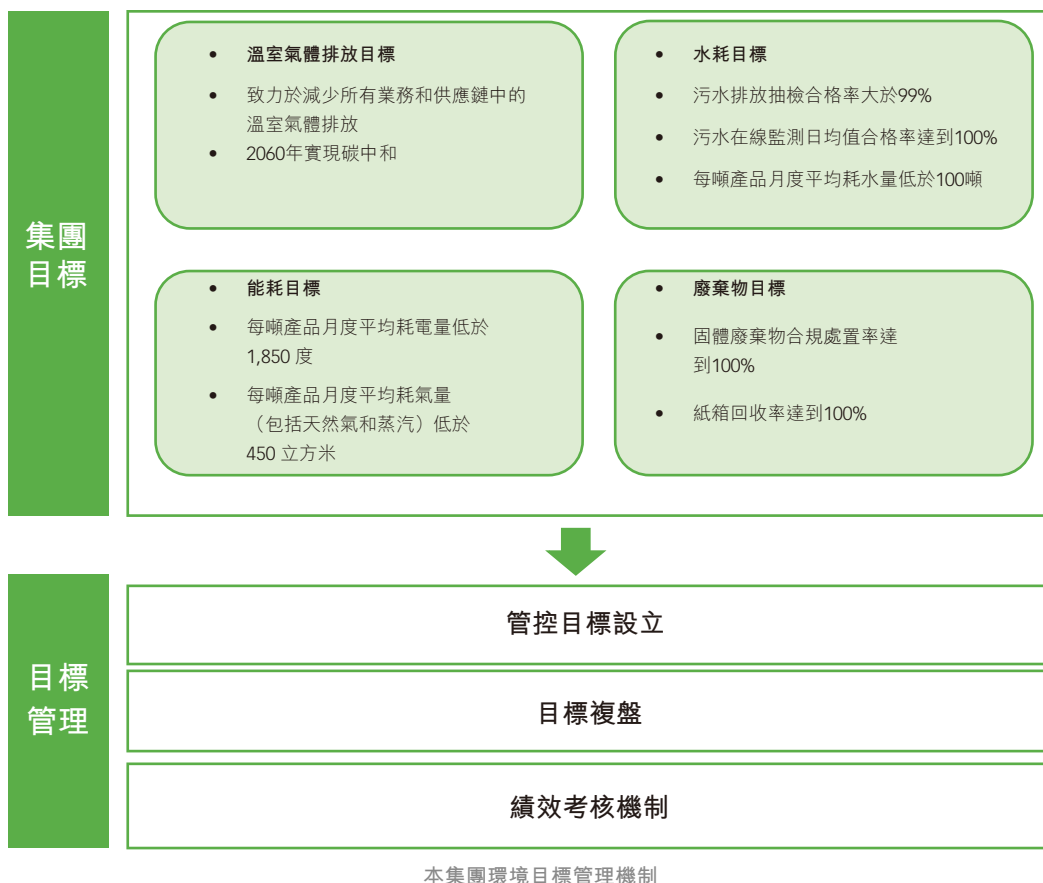 集團
目標
溫室氣體排放目標
致力於減少所有業務和供應鏈中的
溫室氣體排放
2060年實現碳中和
水耗目標
污水排放抽檢合格率大於99%
污水在線監測日均值合格率達到100%
每噸產品月度平均耗水量低於100噸
能耗目標
每噸產品月度平均耗電量低於
1,850 度
每噸產品月度平均耗氣量
（包括天然氣和蒸汽）低於
450 立方米
廢棄物目標
固體廢棄物合規處置率達
到100%
紙箱回收率達到100%
目標
管理
管控目標設立
目標複盤
績效考核機制
本集團環境目標管理機制